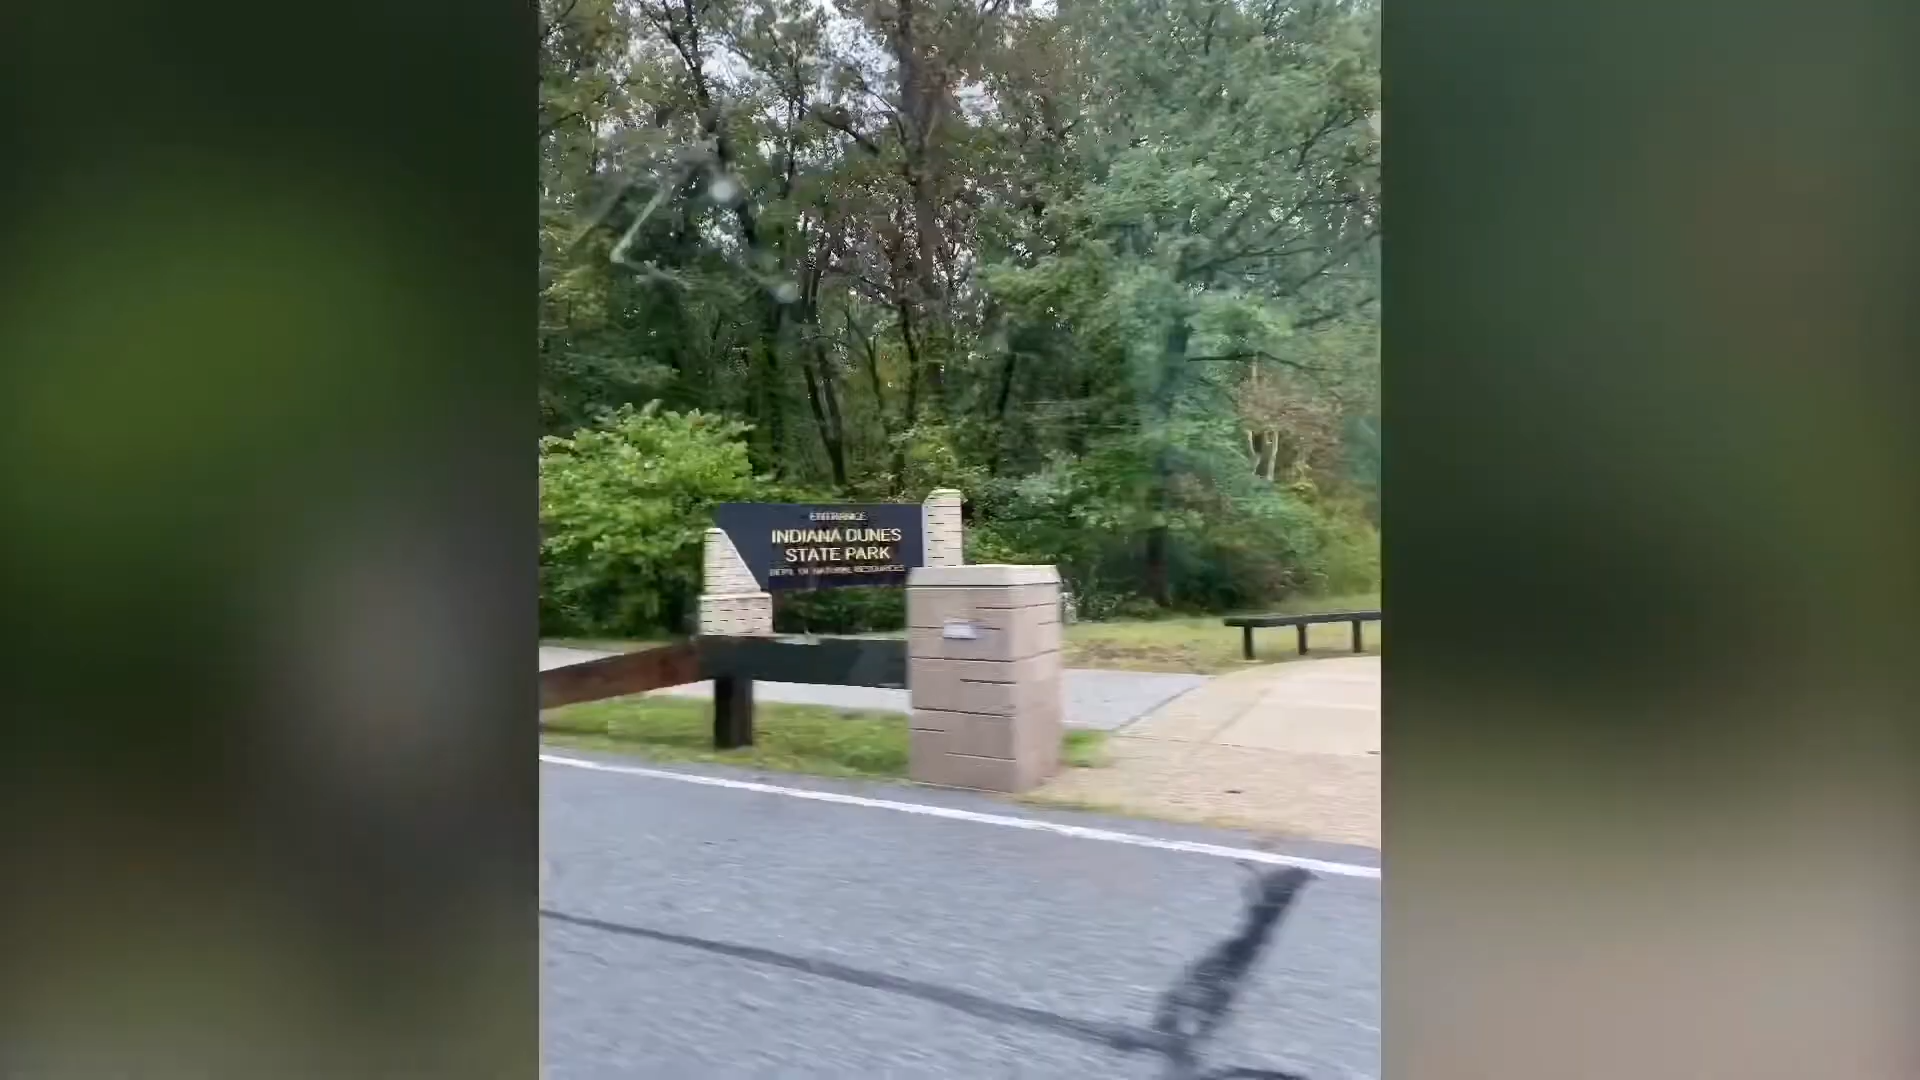 ENTRANCE
INDIANA DUNES
STATE PARK
DEPT. OF NATURAL RESOURCES